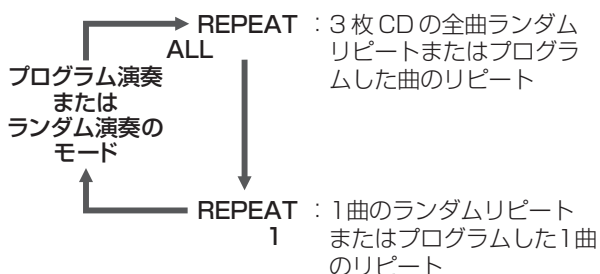 REPEAT ALL
：3 枚 CD の全曲ランダム
リピートまたはプログラ
ムした曲のリピート
プログラム演奏
または
ランダム演奏の
モード
REPEAT 1
：1曲のランダムリピート
またはプログラムした1曲
のリピート